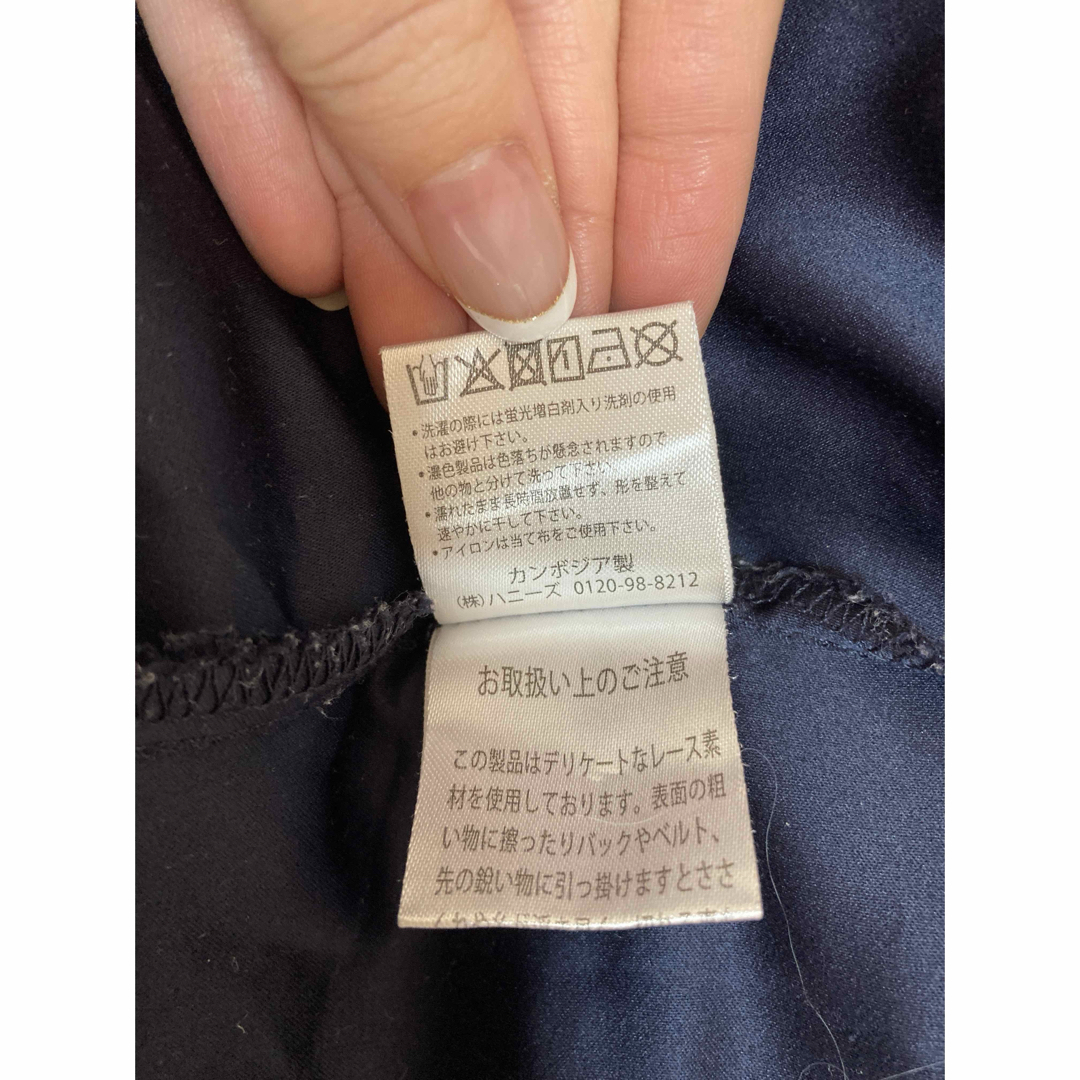 ・洗濯の際には蛍光増白剤入り洗剤の使用
はお避け下さい。
・濃色製品は色落ちが懸念されますので
他の物と分けて洗って下さい
・濡れたまま長時間放置せず、形を整えて
速やかに干して下さい。
・アイロンは当て布をご使用下さい。
カンボジア製
(株)ハニーズ 0120-98-8212
お取扱い上のご注意
この製品はデリケートなレース素
材を使用しております。表面の粗
い物に擦ったりバックやベルト、
先の鋭い物に引っ掛けますとささ